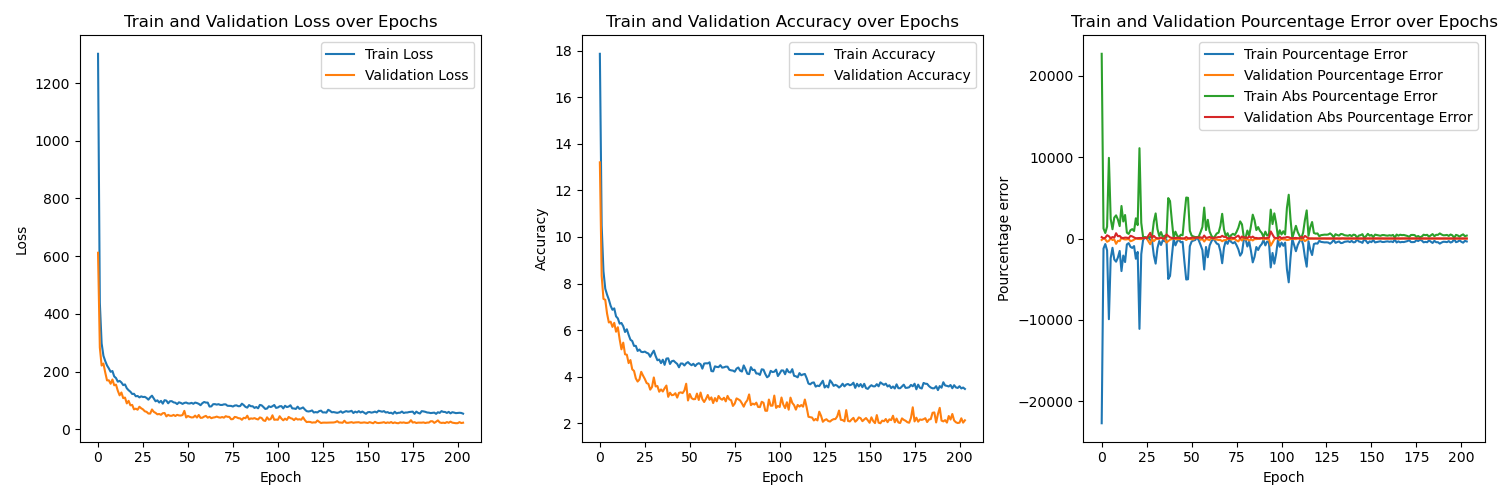 Train and Validation Loss over Epochs
Train Loss
Validation Loss
Loss
1200
1000
800
600
400
200
0
0 25 50 75 100 125 150 175 200
Epoch
Train and Validation Accuracy over Epochs
Train Accuracy
Validation Accuracy
Accuracy
18
16
14
12
10
8
6
4
2
0 25 50 75 100 125 150 175 200
Epoch
Train and Validation Pourcentage Error over Epochs
Train Pourcentage Error
Validation Pourcentage Error
Train Abs Pourcentage Error
Validation Abs Pourcentage Error
Pourcentage error
20000
10000
0
−10000
−20000
0 25 50 75 100 125 150 175 200
Epoch